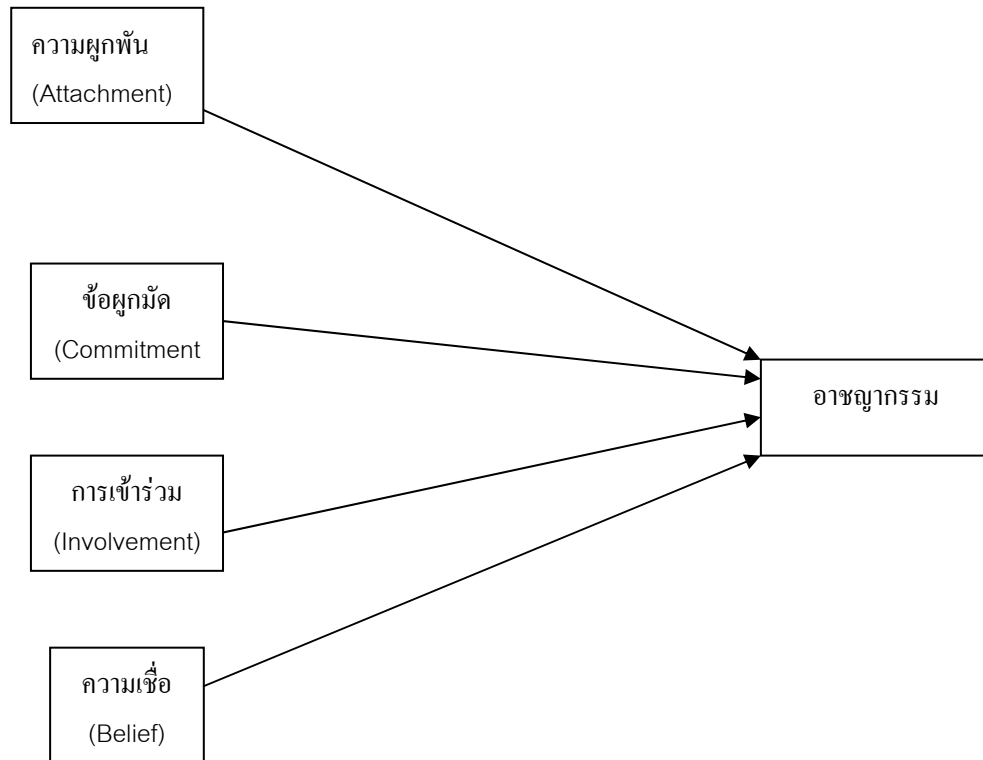 ความผูกพัน
(Attachment)
ข้อผูกมัด
(Commitment
อาชญากรรม
การเข้าร่วม
(Involvement)
ความเชื่อ
(Belief)